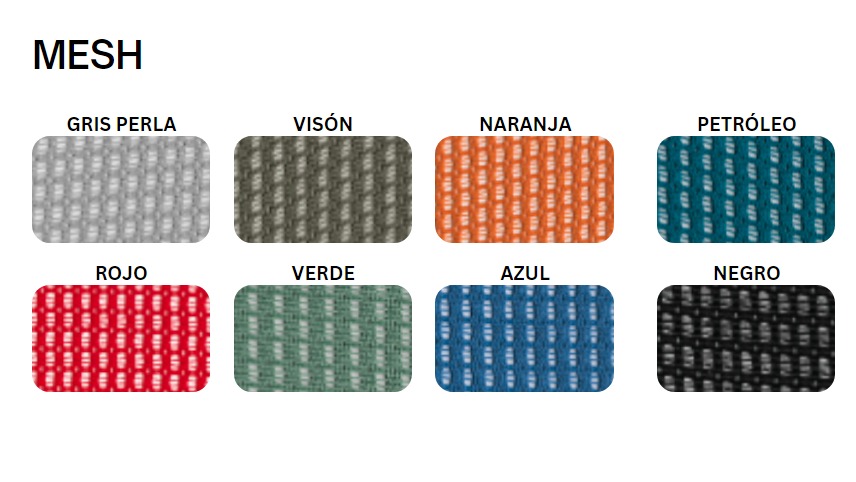 MESH
GRIS PERLA
VISÓN
NARANJA
PETRÓLEO
ROJO
VERDE
AZUL
NEGRO